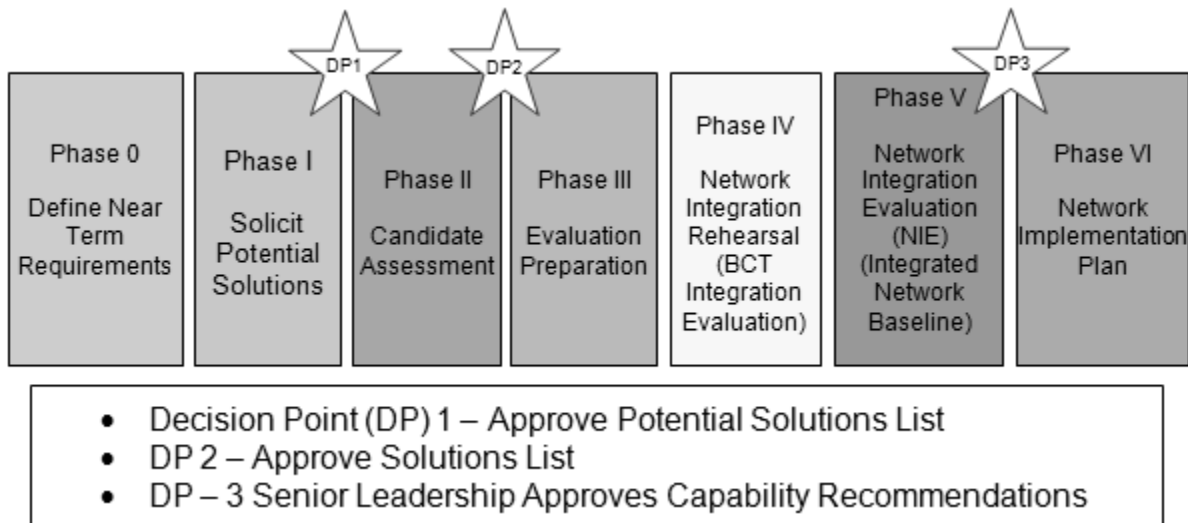 DP1
DP2
DP3
Phase 0
Define Near
Term
Requirements
Phase I
Solicit
Potential
Solutions
Phase II
Candidate
Assessment
Phase III
Evaluation
Preparation
Phase IV
Network
Integration
Rehearsal
(BCT
Integration
Evaluation)
Phase V
Network
Integration
Evaluation
(NIE)
(Integrated
Network
Baseline)
Phase VI
Network
Implementation
Plan
• Decision Point (DP) 1 – Approve Potential Solutions List
• DP 2 – Approve Solutions List
• DP – 3 Senior Leadership Approves Capability Recommendations